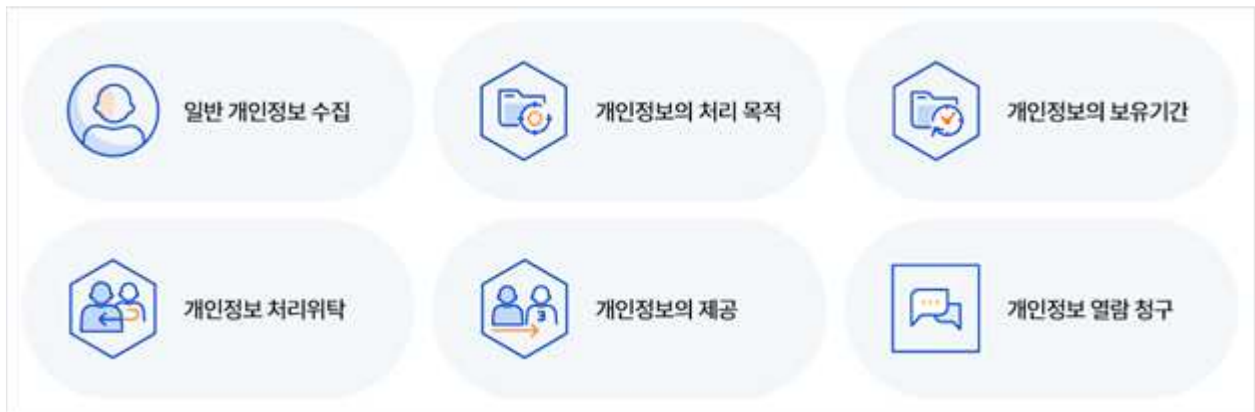 일반 개인정보 수집
개인정보의 처리 목적
개인정보의 보유기간
개인정보 처리위탁
3
개인정보의 제공
개인정보 열람 청구